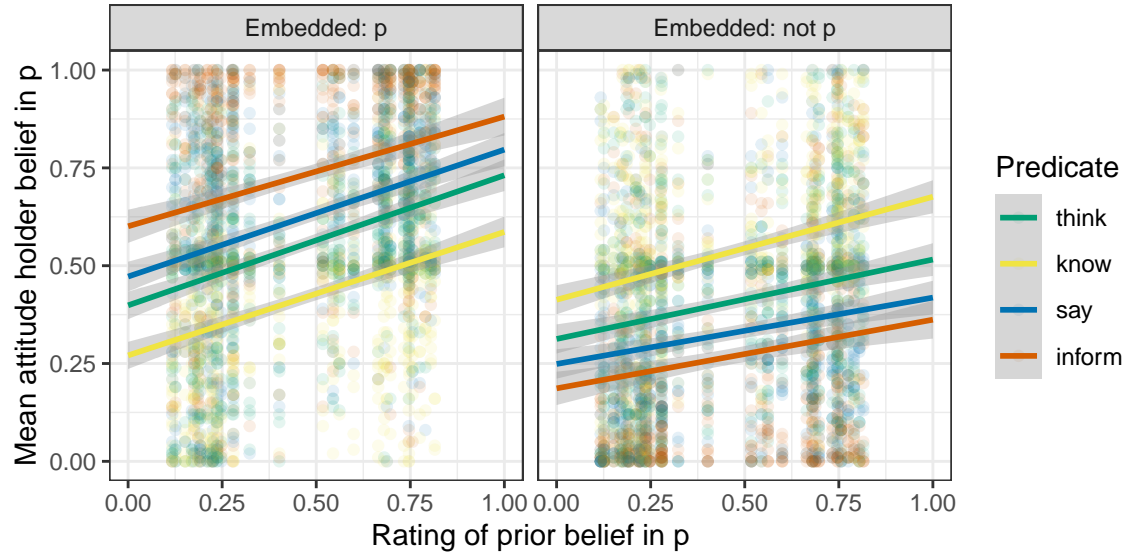 Embedded: p
Embedded: not p
Mean attitude holder belief in p
1.00
0.75
0.50
0.25
0.00
0.00 0.25 0.50 0.75 1.00
0.00 0.25 0.50 0.75 1.00
Rating of prior belief in p
Predicate
think
know
say
inform